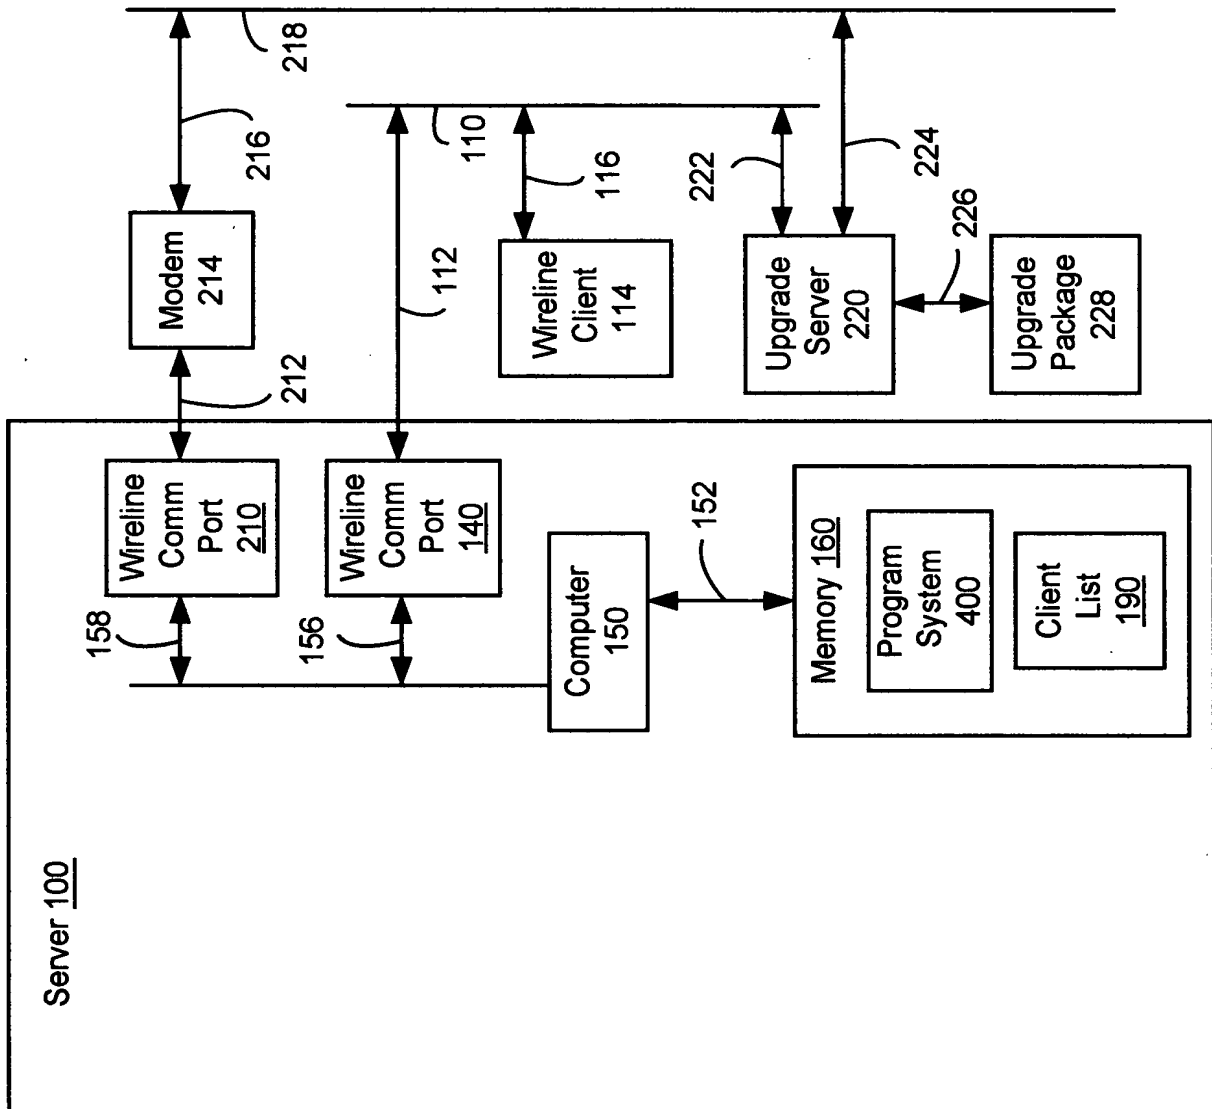 Server 100
158
Wireline
Comm
Port
210
212
Modem
214
216
218
156
Wireline
Comm
Port
140
112
110
Computer
150
Wireline
Client
114
116
152
Memory 160
Program
System
400
Client
List
190
Upgrade
Server
220
222
224
226
Upgrade
Package
228